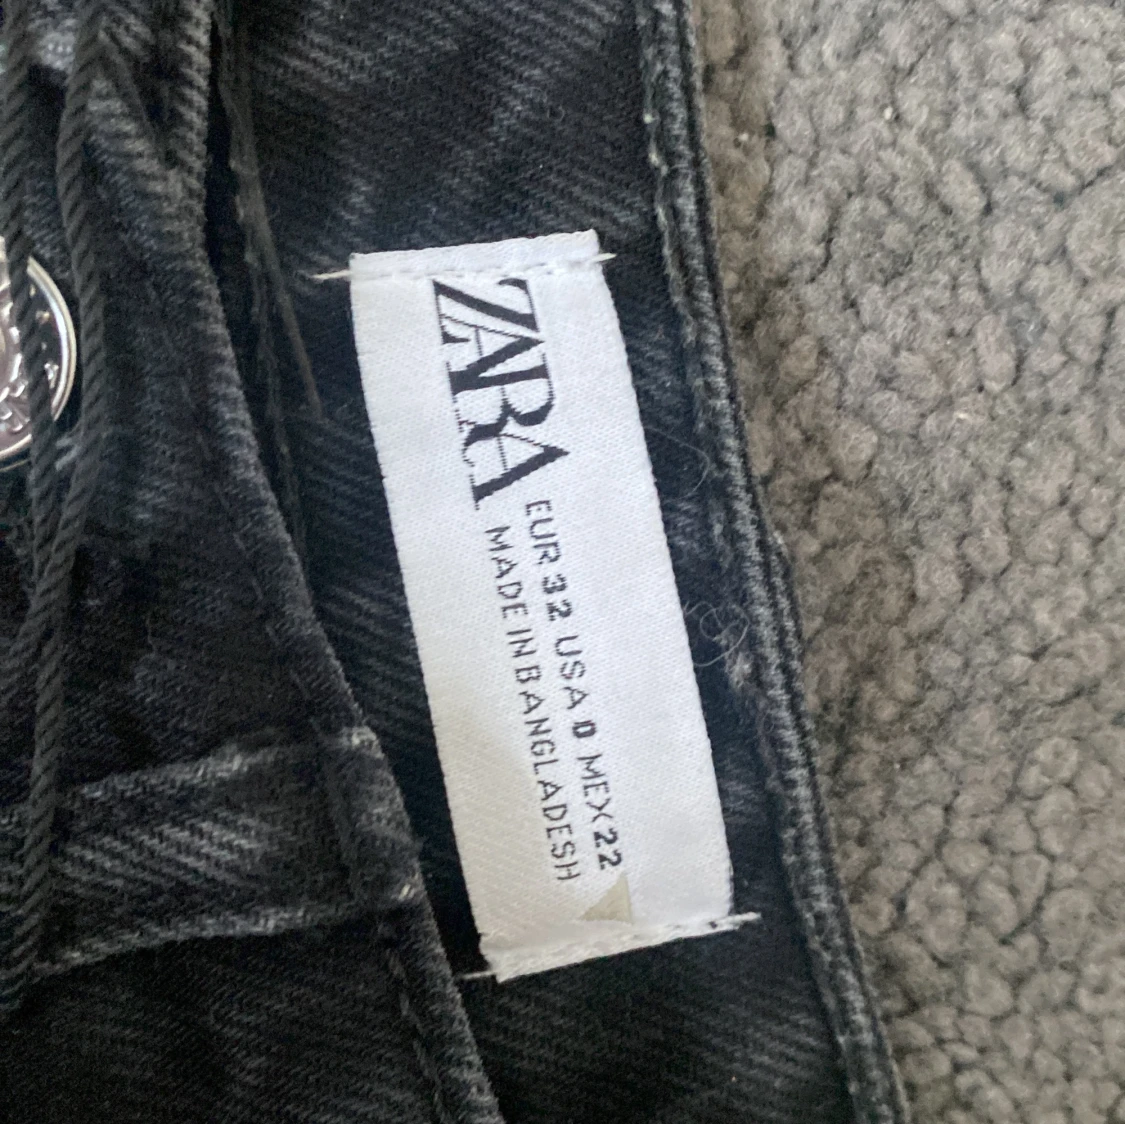 ZARA
EUR 32 USA 0 MEX 22
MADE IN BANGLADESH